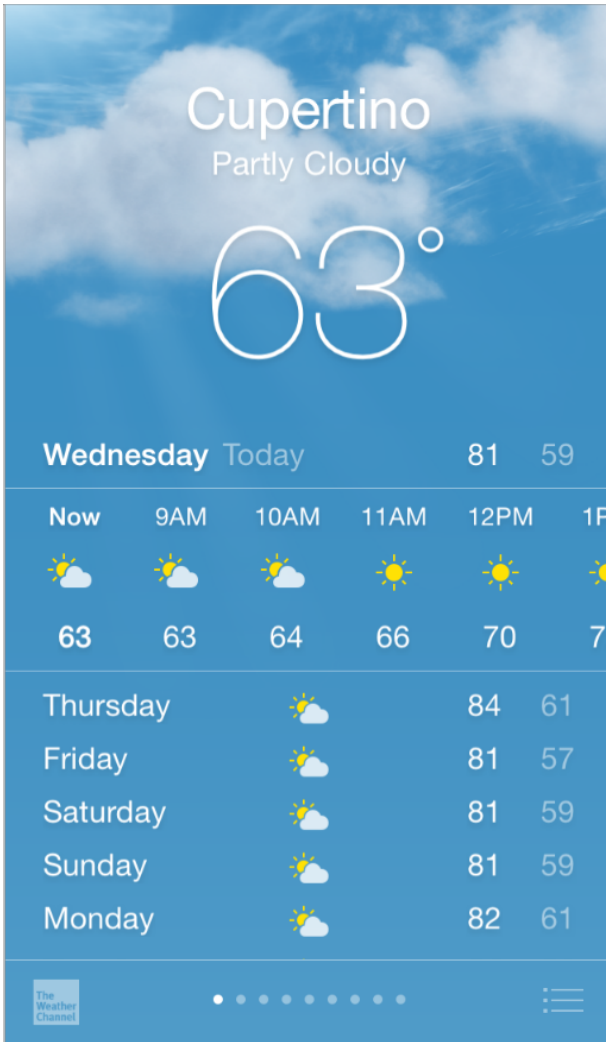 Cupertino
Partly Cloudy
63°
Wednesday Today 81 59
Now 9AM 10AM 11AM 12PM
63 63 64 66 70
Thursday 84 61
Friday 81 57
Saturday 81 59
Sunday 81 59
Monday 82 61
The
Weather
Channel